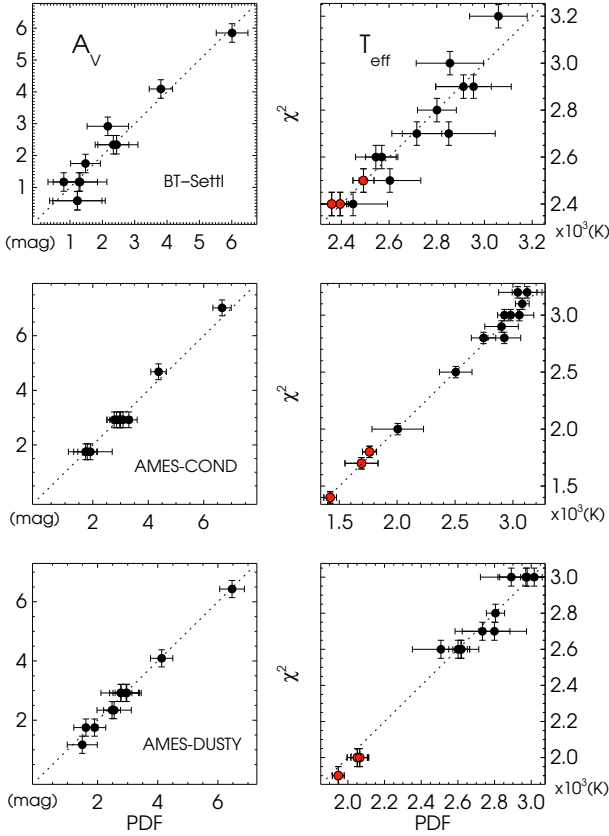 A_V
BT−Settl
6
5
4
3
2
1
(mag)
1 2 3 4 5 6
T_eff
χ²
3.2
3.0
2.8
2.6
2.4
×10³(K)
2.4 2.6 2.8 3.0 3.2
AMES-COND
6
4
2
(mag)
2 4 6
χ²
3.0
2.5
2.0
1.5
×10³(K)
1.5 2.0 2.5 3.0
AMES-DUSTY
6
4
2
(mag)
2 4 6
PDF
χ²
3.0
2.8
2.6
2.4
2.2
2.0
×10³(K)
2.0 2.2 2.4 2.6 2.8 3.0
PDF